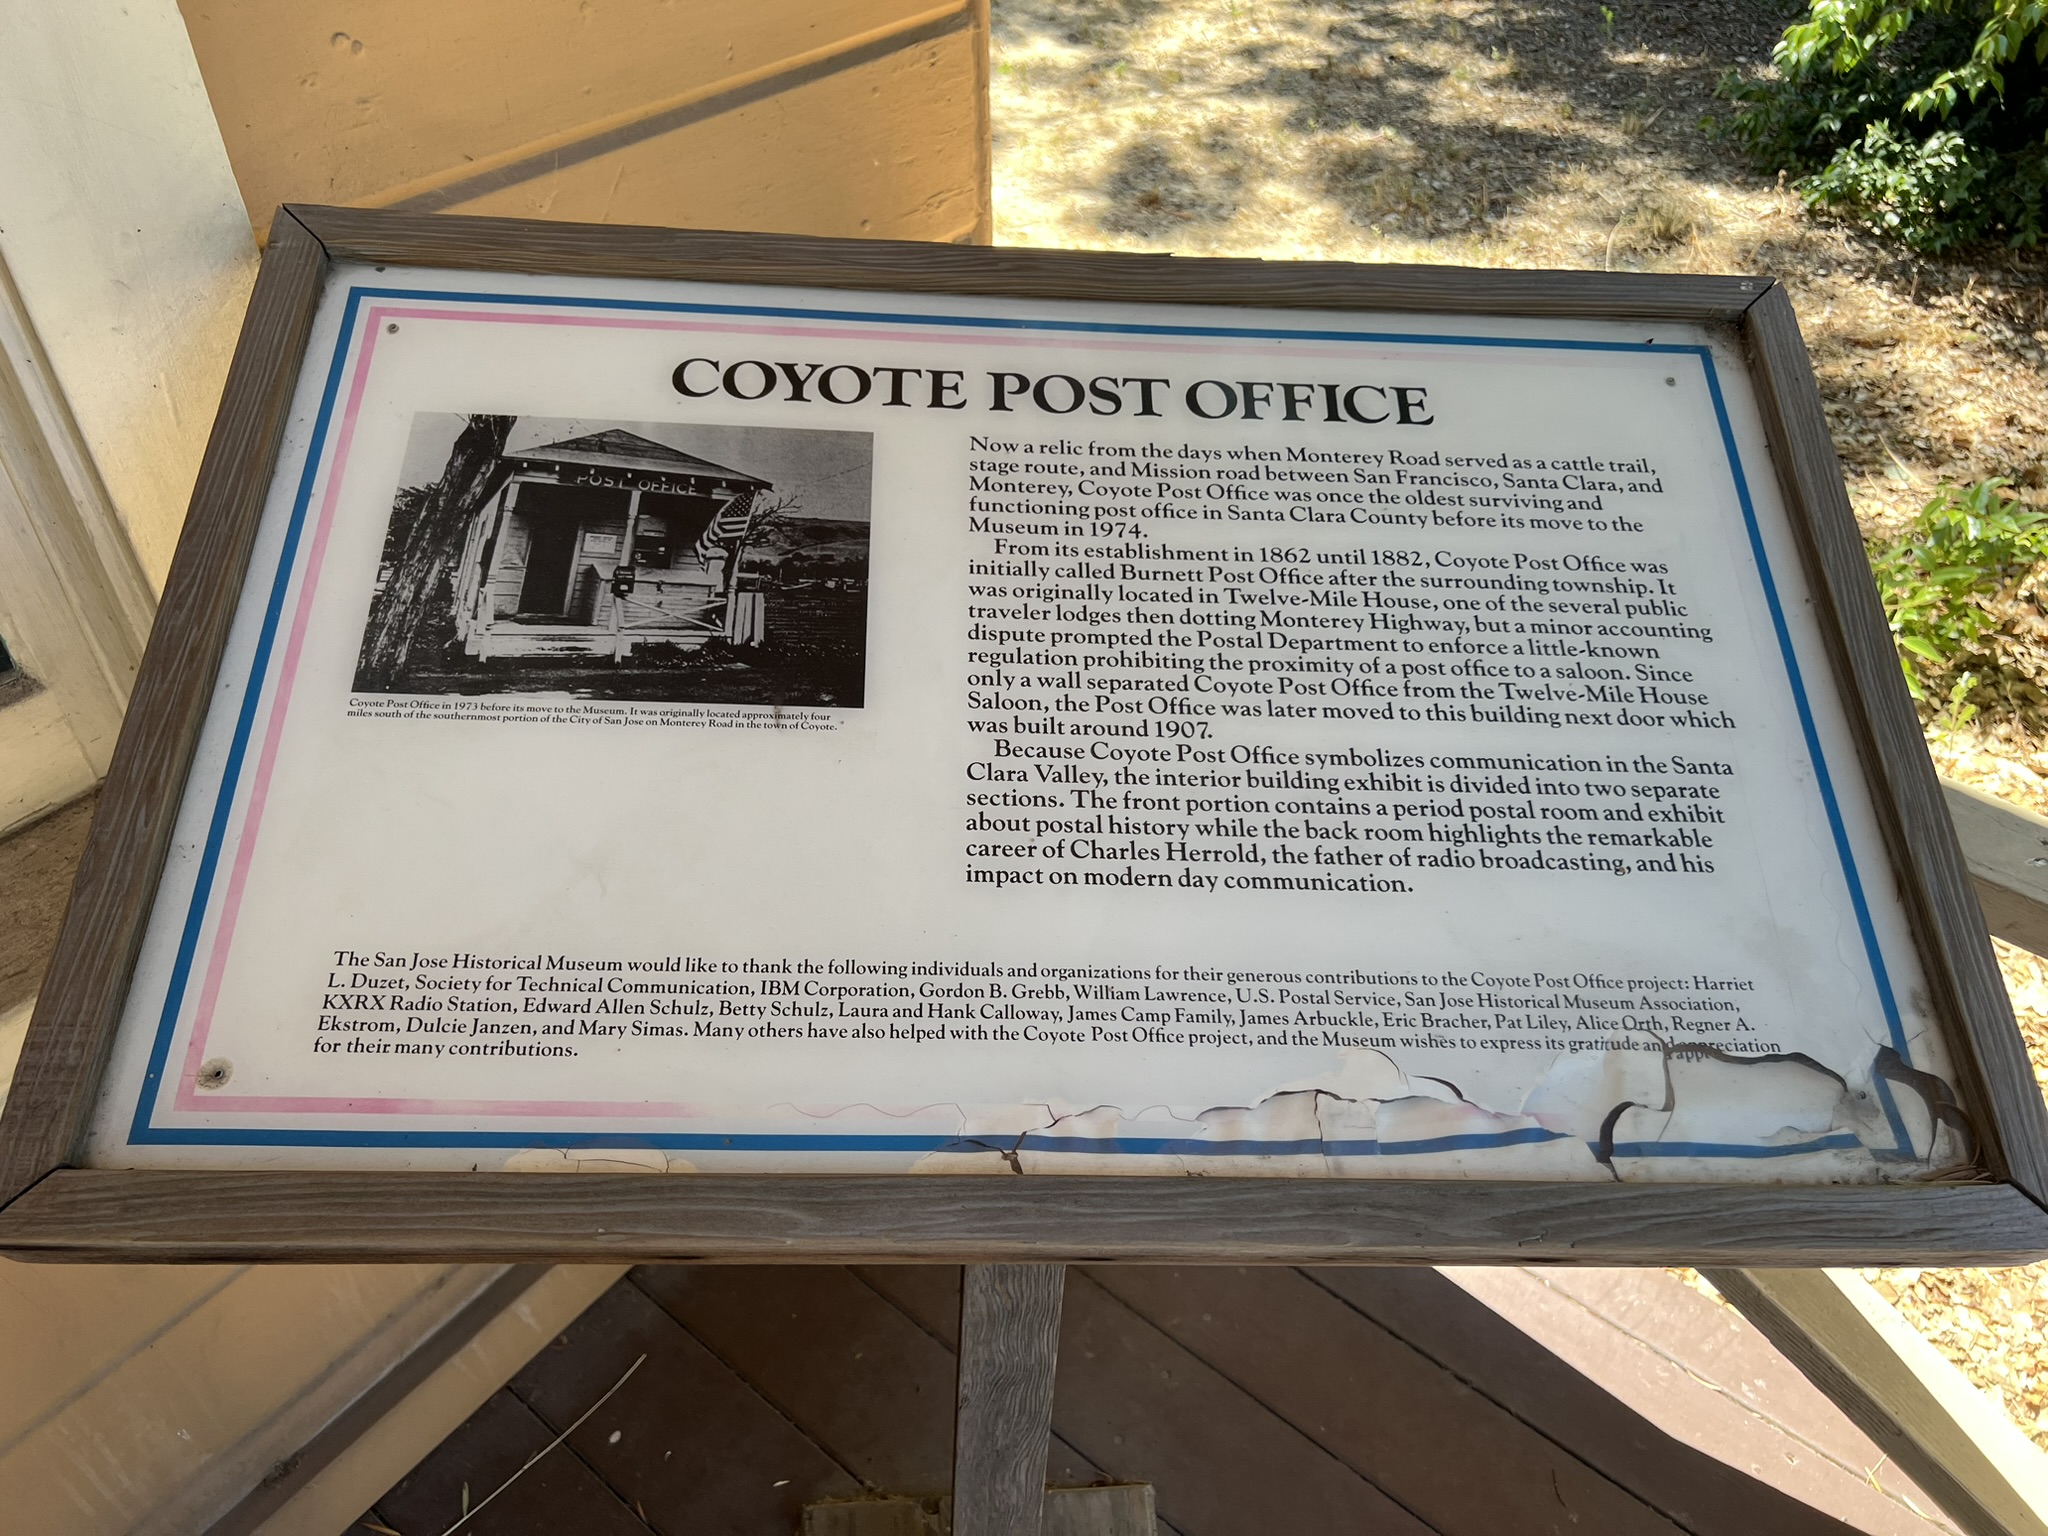 COYOTE POST OFFICE
POST OFFICE
Coyote Post Office in 1973 before its move to the Museum. It was originally located approximately four
miles south of the southernmost portion of the City of San Jose on Monterey Road in the town of Coyote.
Now a relic from the days when Monterey Road served as a cattle trail,
stage route, and Mission road between San Francisco, Santa Clara, and
Monterey, Coyote Post Office was once the oldest surviving and
functioning post office in Santa Clara County before its move to the
Museum in 1974.
From its establishment in 1862 until 1882, Coyote Post Office was
initially called Burnett Post Office after the surrounding township. It
was originally located in Twelve-Mile House, one of the several public
traveler lodges then dotting Monterey Highway, but a minor accounting
dispute prompted the Postal Department to enforce a little-known
regulation prohibiting the proximity of a post office to a saloon. Since
only a wall separated Coyote Post Office from the Twelve-Mile House
Saloon, the Post Office was later moved to this building next door which
was built around 1907.
Because Coyote Post Office symbolizes communication in the Santa
Clara Valley, the interior building exhibit is divided into two separate
sections. The front portion contains a period postal room and exhibit
about postal history while the back room highlights the remarkable
career of Charles Herrold, the father of radio broadcasting, and his
impact on modern day communication.
The San Jose Historical Museum would like to thank the following individuals and organizations for their generous contributions to the Coyote Post Office project: Harriet
L. Duzet, Society for Technical Communication, IBM Corporation, Gordon B. Grebb, William Lawrence, U.S. Postal Service, San Jose Historical Museum Association,
KXRX Radio Station, Edward Allen Schulz, Betty Schulz, Laura and Hank Calloway, James Camp Family, James Arbuckle, Eric Bracher, Pat Liley, Alice Orth, Regner A.
Ekstrom, Dulcie Janzen, and Mary Simas. Many others have also helped with the Coyote Post Office project, and the Museum wishes to express its gratitude and appreciation
for their many contributions.